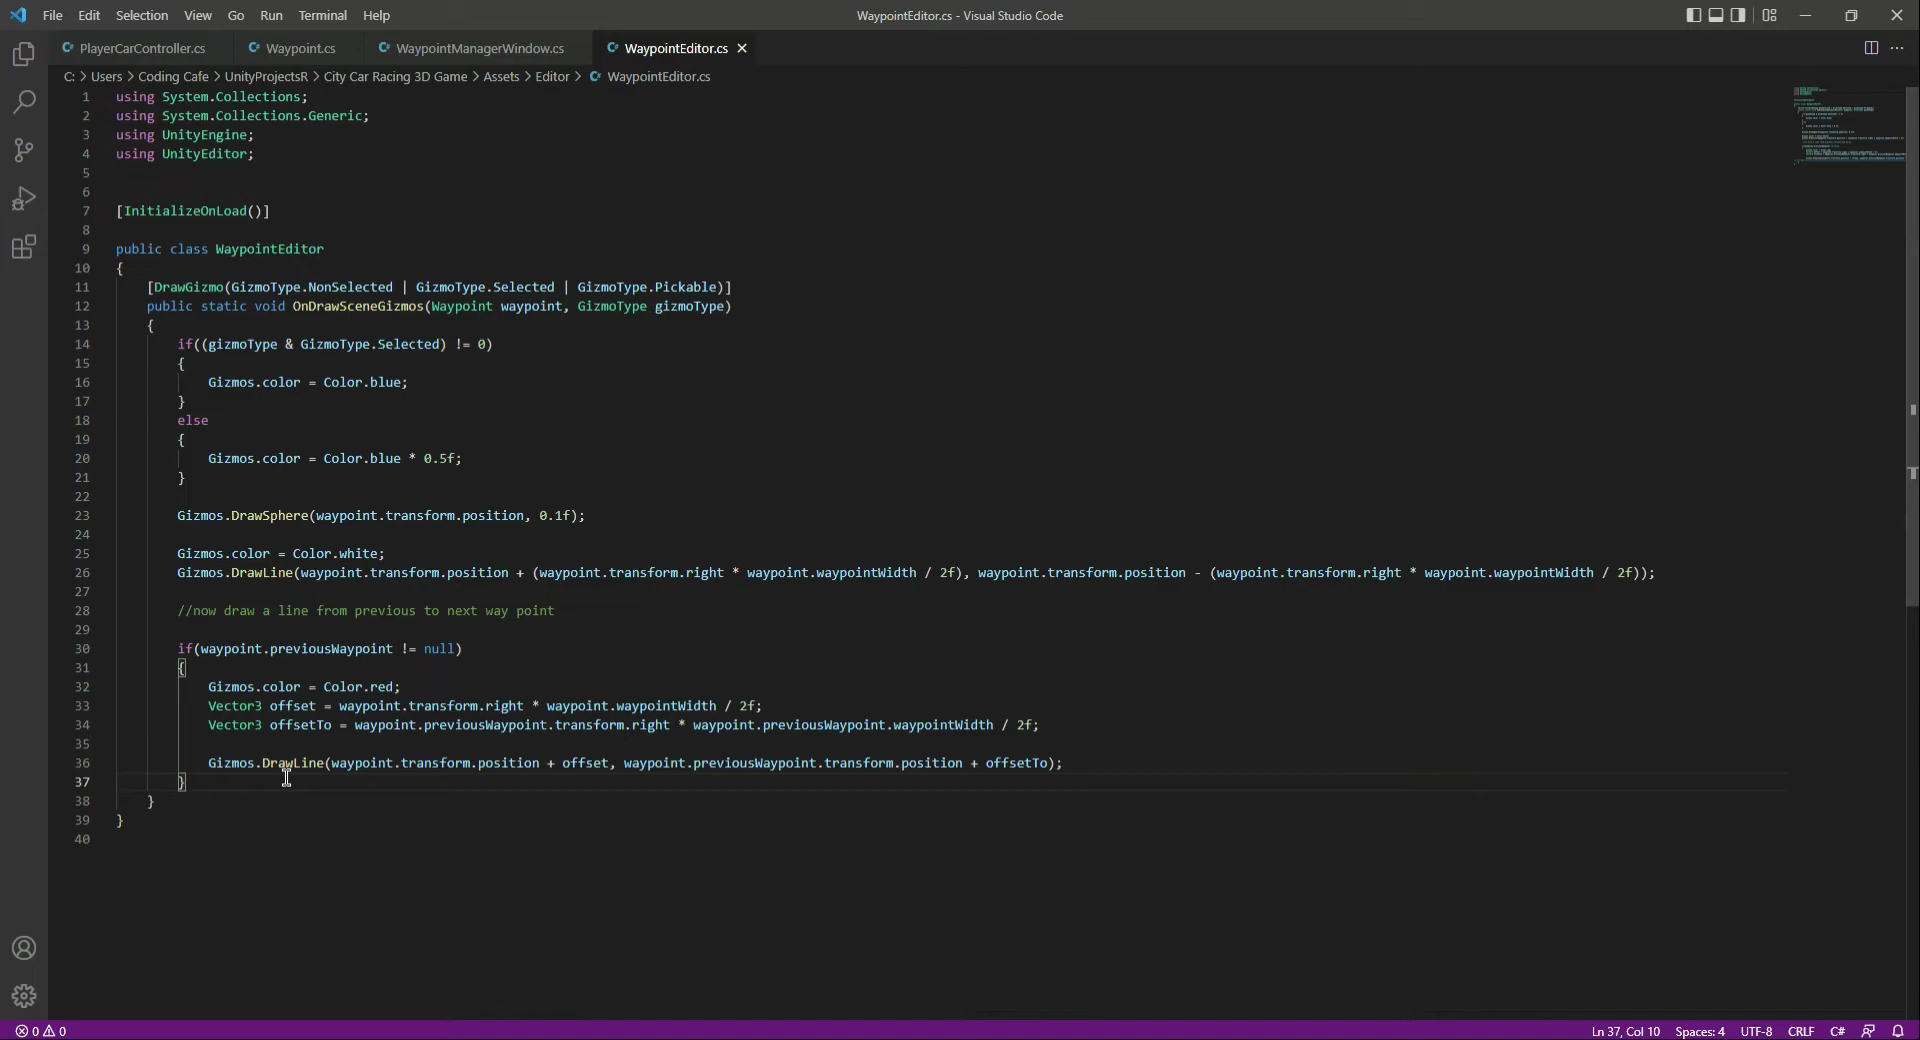 File Edit Selection View Go Run Terminal Help
WaypointEditor.cs - Visual Studio Code
PlayerCarController.cs Waypoint.cs WaypointManagerWindow.cs WaypointEditor.cs
C: > Users > Coding Cafe > UnityProjectsR > City Car Racing 3D Game > Assets > Editor > WaypointEditor.cs
1 using System.Collections;
2 using System.Collections.Generic;
3 using UnityEngine;
4 using UnityEditor;
5
6
7 [InitializeOnLoad()]
8
9 public class WaypointEditor
10 {
11 [DrawGizmo(GizmoType.NonSelected | GizmoType.Selected | GizmoType.Pickable)]
12 public static void OnDrawSceneGizmos(Waypoint waypoint, GizmoType gizmoType)
13 {
14 if((gizmoType & GizmoType.Selected) != 0)
15 {
16 Gizmos.color = Color.blue;
17 }
18 else
19 {
20 Gizmos.color = Color.blue * 0.5f;
21 }
22
23 Gizmos.DrawSphere(waypoint.transform.position, 0.1f);
24
25 Gizmos.color = Color.white;
26 Gizmos.DrawLine(waypoint.transform.position + (waypoint.transform.right * waypoint.waypointWidth / 2f), waypoint.transform.position - (waypoint.transform.right * waypoint.waypointWidth / 2f));
27
28 //now draw a line from previous to next way point
29
30 if(waypoint.previousWaypoint != null)
31 {
32 Gizmos.color = Color.red;
33 Vector3 offset = waypoint.transform.right * waypoint.waypointWidth / 2f;
34 Vector3 offsetTo = waypoint.previousWaypoint.transform.right * waypoint.previousWaypoint.waypointWidth / 2f;
35
36 Gizmos.DrawLine(waypoint.transform.position + offset, waypoint.previousWaypoint.transform.position + offsetTo);
37 }
38 }
39 }
40
0 0
Ln 37, Col 10 Spaces: 4 UTF-8 CRLF C#